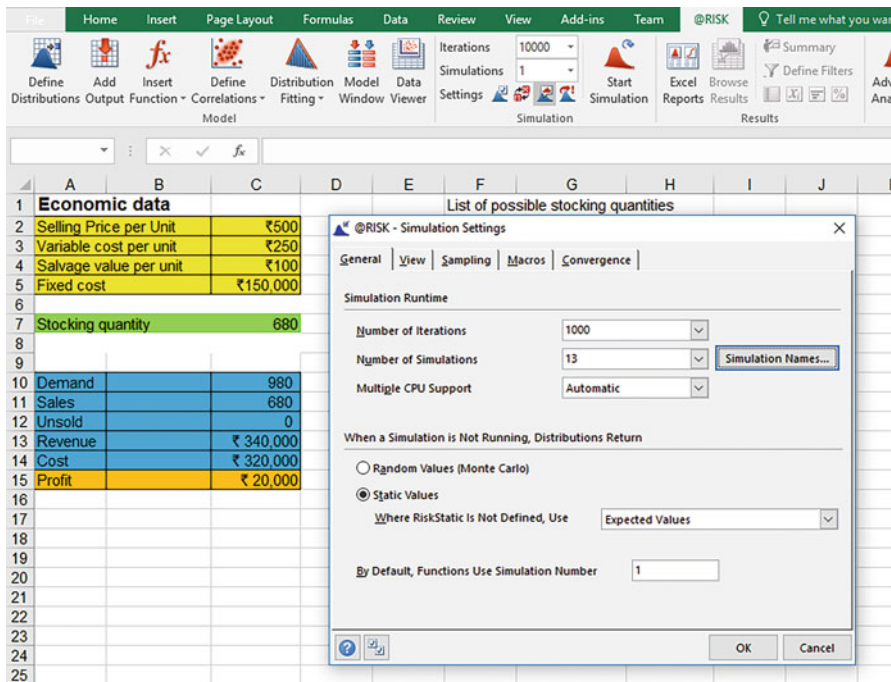 File Home Insert Page Layout Formulas Data Review View Add-ins Team @RISK Tell me what you wan
Define Distributions
Add Output
Insert Function
Define Correlations
Distribution Fitting
Model Window
Data Viewer
Model
Iterations 10000
Simulations 1
Settings
Start Simulation
Simulation
Excel Reports
Browse Results
Summary
Define Filters
Results
Adv
Ana
fx
A B C D E F G H I J
1 Economic data List of possible stocking quantities
2 Selling Price per Unit ₹500
3 Variable cost per unit ₹250
4 Salvage value per unit ₹100
5 Fixed cost ₹150,000
6
7 Stocking quantity 680
8
9
10 Demand 980
11 Sales 680
12 Unsold 0
13 Revenue ₹ 340,000
14 Cost ₹ 320,000
15 Profit ₹ 20,000
16
17
18
19
20
21
22
23
24
25
@RISK - Simulation Settings
General View Sampling Macros Convergence
Simulation Runtime
Number of Iterations 1000
Number of Simulations 13 Simulation Names...
Multiple CPU Support Automatic
When a Simulation is Not Running, Distributions Return
Random Values (Monte Carlo)
Static Values
Where RiskStatic Is Not Defined, Use Expected Values
By Default, Functions Use Simulation Number 1
OK Cancel